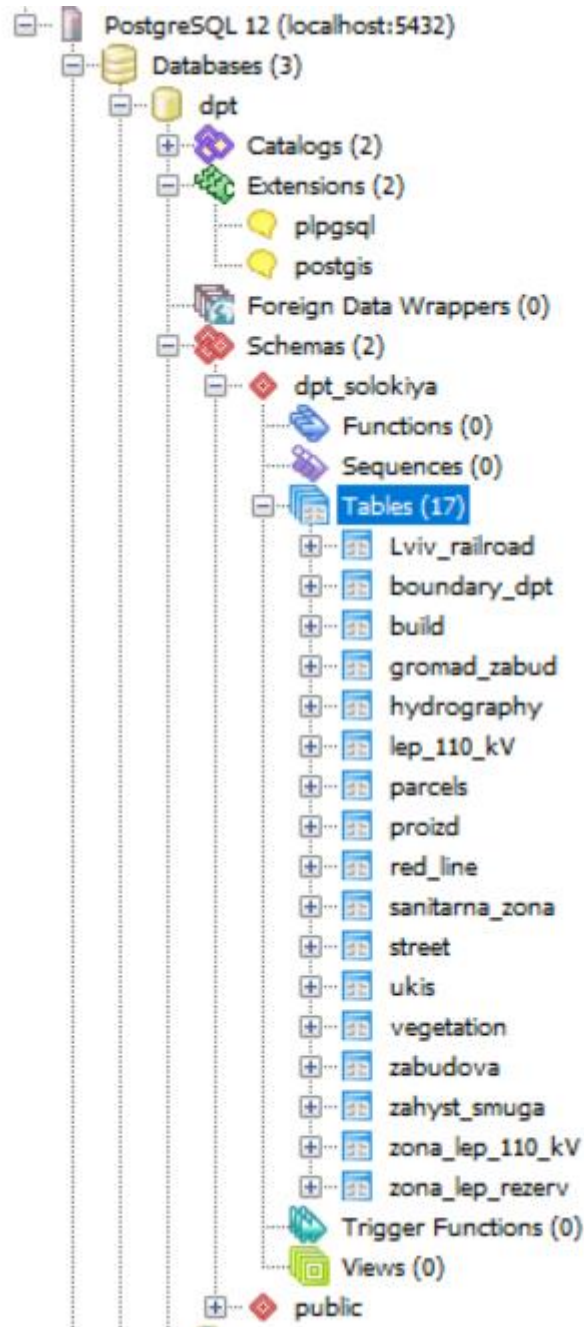 PostgreSQL 12 (localhost:5432)
Databases (3)
dpt
Catalogs (2)
Extensions (2)
plpgsql
postgis
Foreign Data Wrappers (0)
Schemas (2)
dpt_solokiya
Functions (0)
Sequences (0)
Tables (17)
Lviv_railroad
boundary_dpt
build
gromad_zabud
hydrography
lep_110_kV
parcels
proizd
red_line
sanitarna_zona
street
ukis
vegetation
zabudova
zahyst_smuga
zona_lep_110_kV
zona_lep_rezerv
Trigger Functions (0)
Views (0)
public